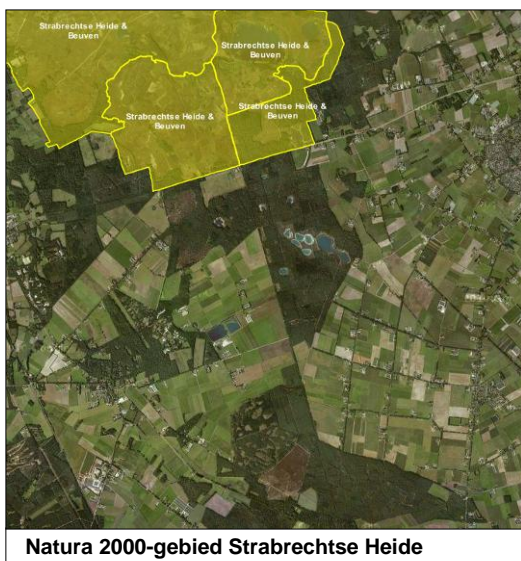 Strabrechtse Heide &
Beuven
Strabrechtse Heide &
Beuven
Strabrechtse Heide &
Beuven
Strabrechtse Heide &
Beuven
Natura 2000-gebied Strabrechtse Heide